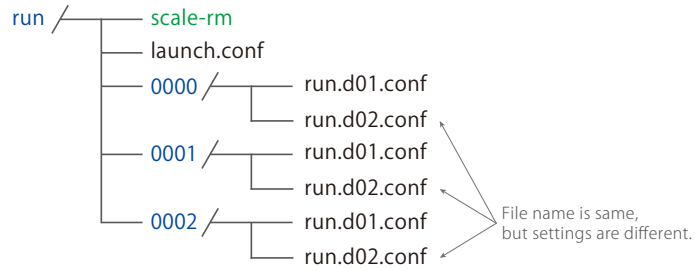 run / scale-rm
launch.conf
0000 / run.d01.conf
run.d02.conf
0001 / run.d01.conf
run.d02.conf
0002 / run.d01.conf
run.d02.conf
File name is same,
but settings are different.